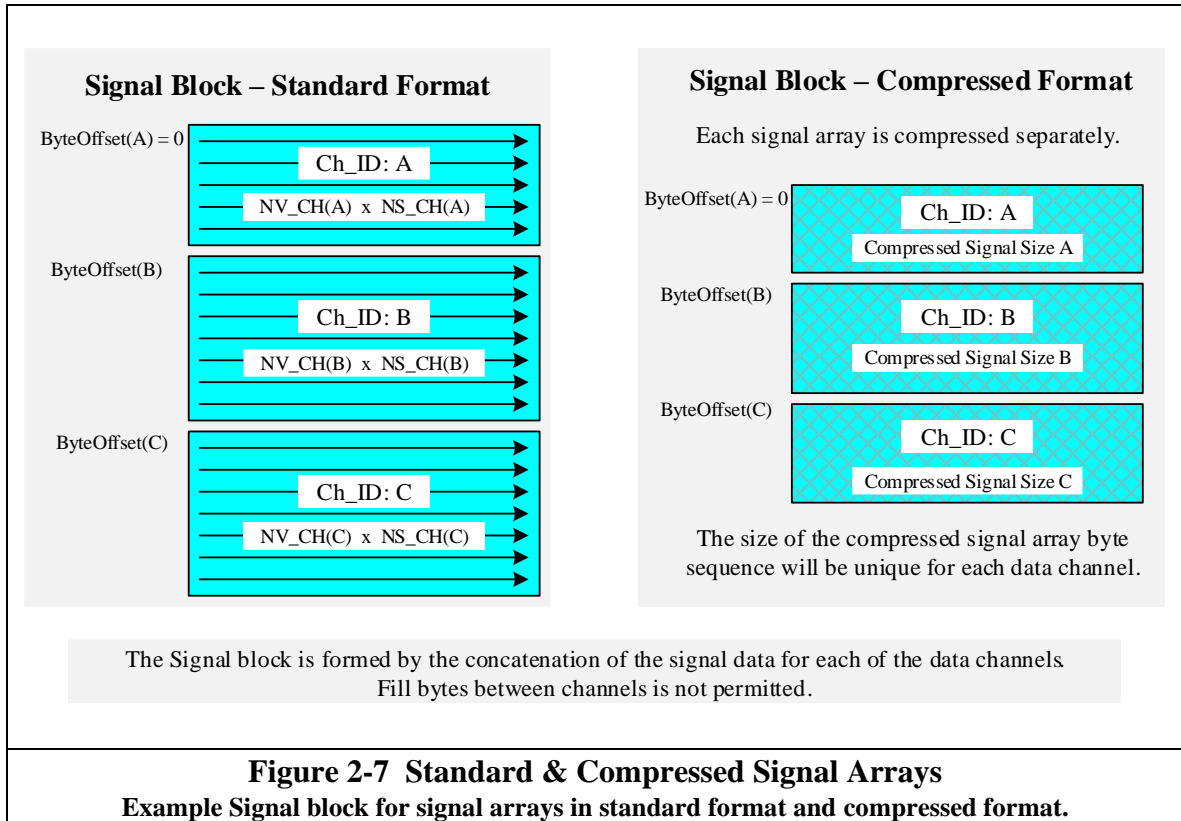 Signal Block – Standard Format
ByteOffset(A) = 0
Ch_ID: A
NV_CH(A) x NS_CH(A)
ByteOffset(B)
Ch_ID: B
NV_CH(B) x NS_CH(B)
ByteOffset(C)
Ch_ID: C
NV_CH(C) x NS_CH(C)
Signal Block – Compressed Format
Each signal array is compressed separately.
ByteOffset(A) = 0
Ch_ID: A
Compressed Signal Size A
ByteOffset(B)
Ch_ID: B
Compressed Signal Size B
ByteOffset(C)
Ch_ID: C
Compressed Signal Size C
The size of the compressed signal array byte
sequence will be unique for each data channel.
The Signal block is formed by the concatenation of the signal data for each of the data channels.
Fill bytes between channels is not permitted.
Figure 2-7 Standard & Compressed Signal Arrays
Example Signal block for signal arrays in standard format and compressed format.